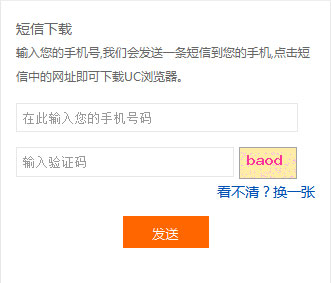 短信下载
输入您的手机号,我们会发送一条短信到您的手机,点击短
信中的网址即可下载UC浏览器。
在此输入您的手机号码
输入验证码
baod
看不清？换一张
发送